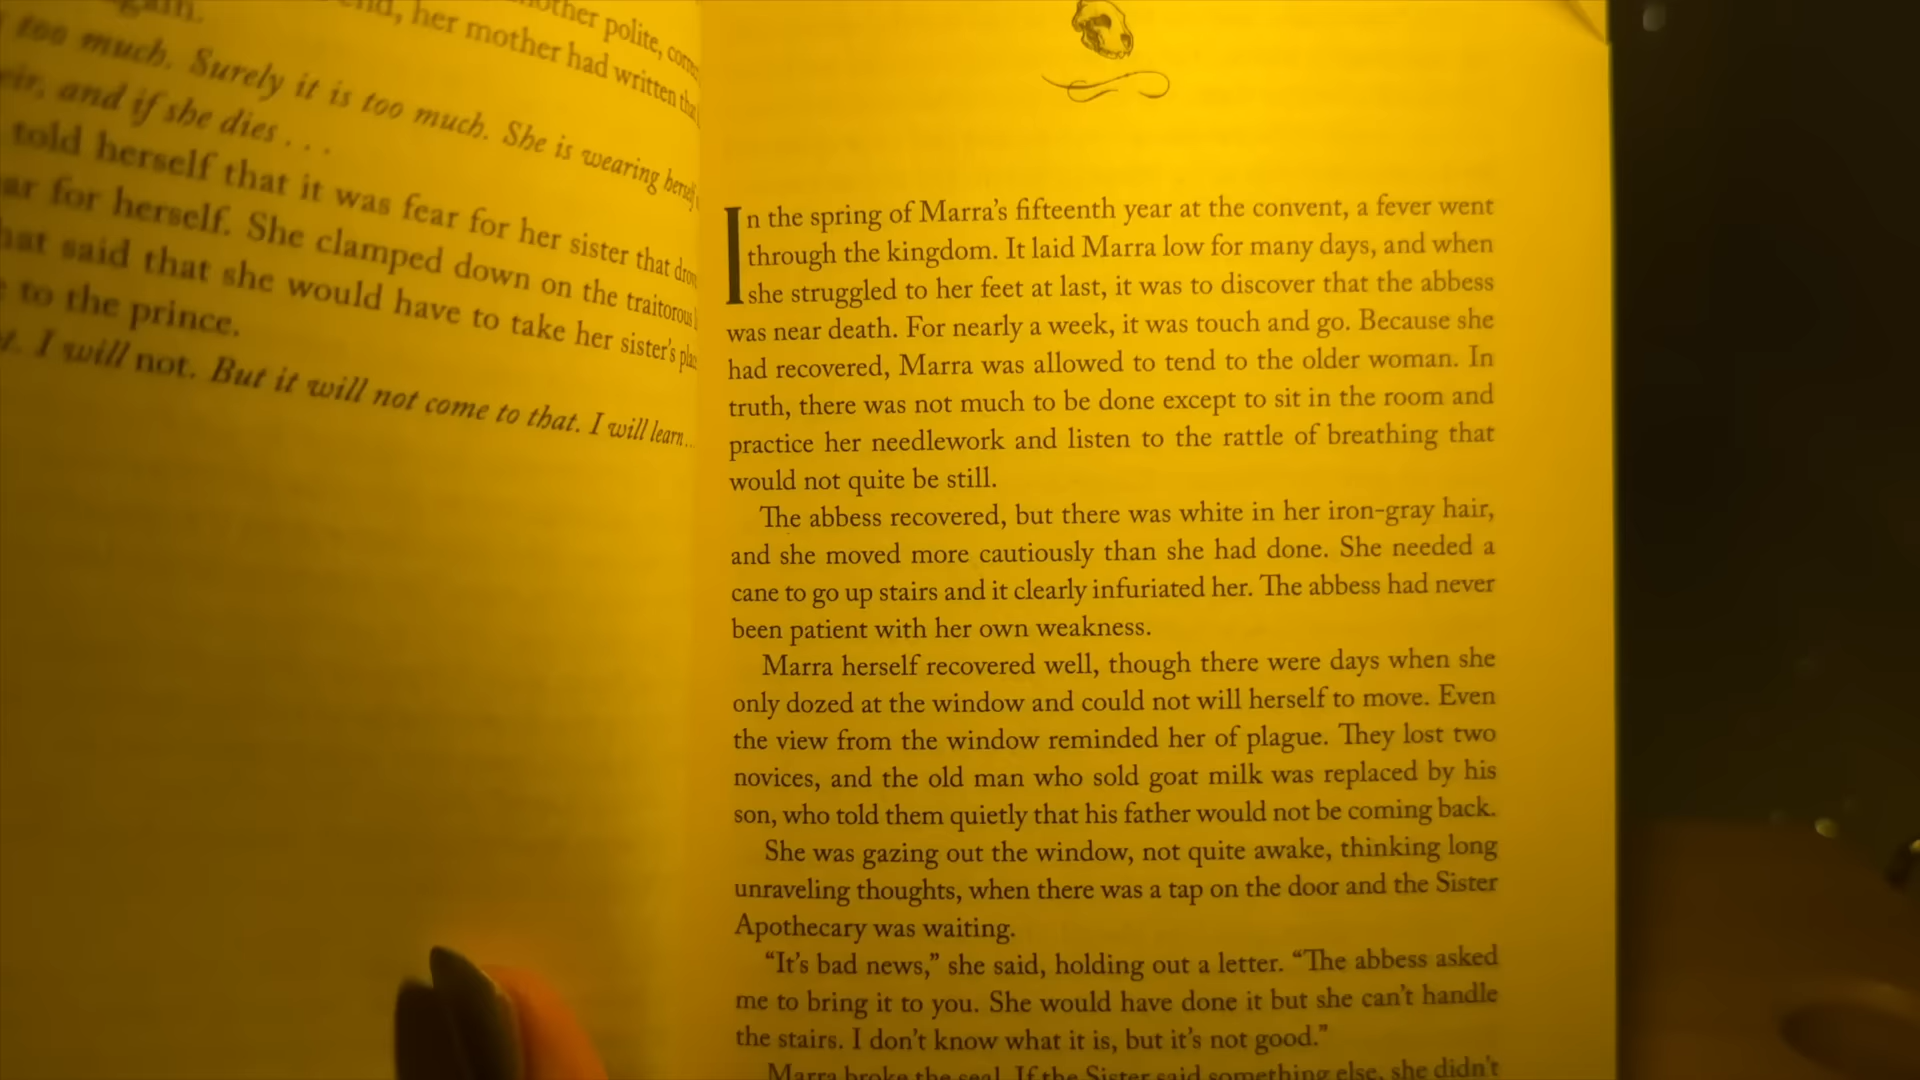 again.
another polite,
her mother had written
too much. Surely it is too much. She is wearing herself
and if she dies . . .
told herself that it was fear for her sister that
for herself. She clamped down on the traitorous
said that she would have to take her sister's
to the prince.
I will not. But it will not come to that. I will learn...
In the spring of Marra's fifteenth year at the convent, a fever went
through the kingdom. It laid Marra low for many days, and when
she struggled to her feet at last, it was to discover that the abbess
was near death. For nearly a week, it was touch and go. Because she
had recovered, Marra was allowed to tend to the older woman. In
truth, there was not much to be done except to sit in the room and
practice her needlework and listen to the rattle of breathing that
would not quite be still.
The abbess recovered, but there was white in her iron-gray hair,
and she moved more cautiously than she had done. She needed a
cane to go up stairs and it clearly infuriated her. The abbess had never
been patient with her own weakness.
Marra herself recovered well, though there were days when she
only dozed at the window and could not will herself to move. Even
the view from the window reminded her of plague. They lost two
novices, and the old man who sold goat milk was replaced by his
son, who told them quietly that his father would not be coming back.
She was gazing out the window, not quite awake, thinking long
unraveling thoughts, when there was a tap on the door and the Sister
Apothecary was waiting.
“It's bad news,” she said, holding out a letter. “The abbess asked
me to bring it to you. She would have done it but she can't handle
the stairs. I don't know what it is, but it's not good.”
Marra broke the seal. If the Sister said something else, she didn't